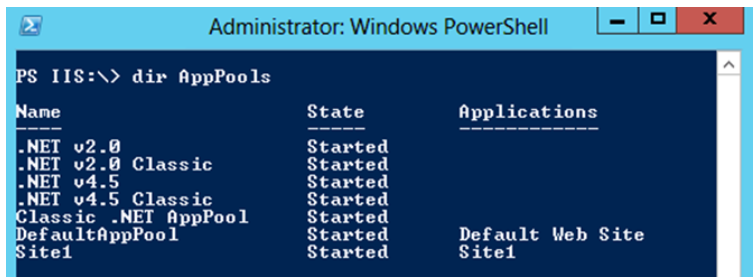 Administrator: Windows PowerShell
PS IIS:\> dir AppPools
Name State Applications
---- ----- ------------
.NET v2.0 Started
.NET v2.0 Classic Started
.NET v4.5 Started
.NET v4.5 Classic Started
Classic .NET AppPool Started
DefaultAppPool Started Default Web Site
Site1 Started Site1